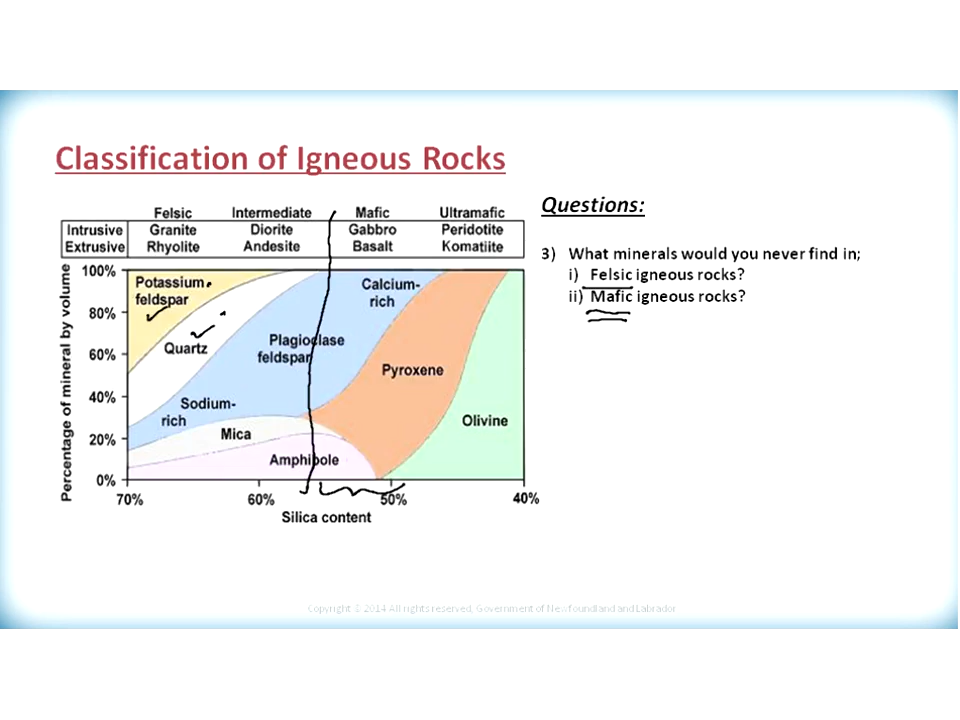 Classification of Igneous Rocks
Felsic Intermediate Mafic Ultramafic
Intrusive Granite Diorite Gabbro Peridotite
Extrusive Rhyolite Andesite Basalt Komatiite
Percentage of mineral by volume
100%
80%
60%
40%
20%
0%
Potassium
feldspar
Quartz
Calcium-
rich
Plagioclase
feldspar
Pyroxene
Sodium-
rich
Olivine
Mica
Amphibole
70% 60% 50% 40%
Silica content
Questions:
3) What minerals would you never find in;
i) Felsic igneous rocks?
ii) Mafic igneous rocks?
Copyright © 2014 All rights reserved, Government of Newfoundland and Labrador